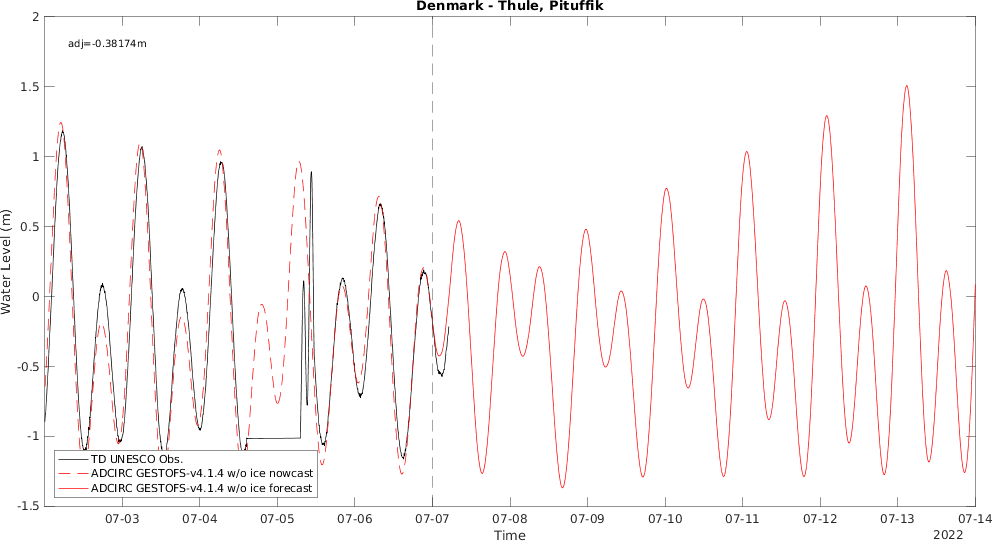 Denmark - Thule, Pituffik
adj=-0.38174m
Water Level (m)
2
1.5
1
0.5
0
-0.5
-1
-1.5
TD UNESCO Obs.
ADCIRC GESTOFS-v4.1.4 w/o ice nowcast
ADCIRC GESTOFS-v4.1.4 w/o ice forecast
07-03 07-04 07-05 07-06 07-07 07-08 07-09 07-10 07-11 07-12 07-13 07-14
Time
2022